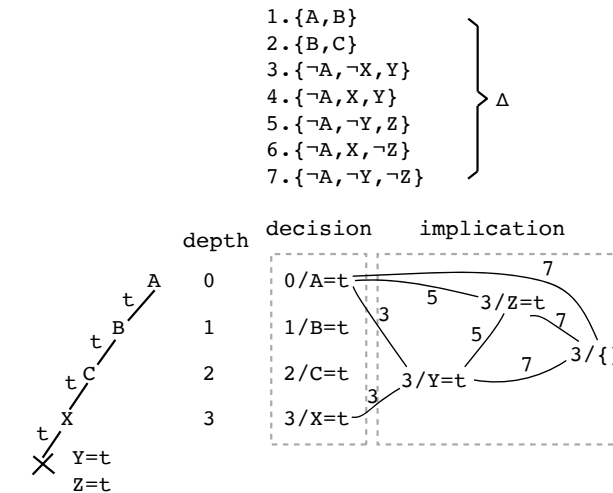 1.{A,B}
2.{B,C}
3.{¬A,¬X,Y}
4.{¬A,X,Y}
5.{¬A,¬Y,Z}
6.{¬A,X,¬Z}
7.{¬A,¬Y,¬Z}
Δ
depth decision implication
A 0 0/A=t 7
t 5 3/Z=t
B 1 1/B=t 3 5 7
t
C 2 2/C=t 3/Y=t 7 3/{}
t 3
X 3 3/X=t
t
Y=t
Z=t